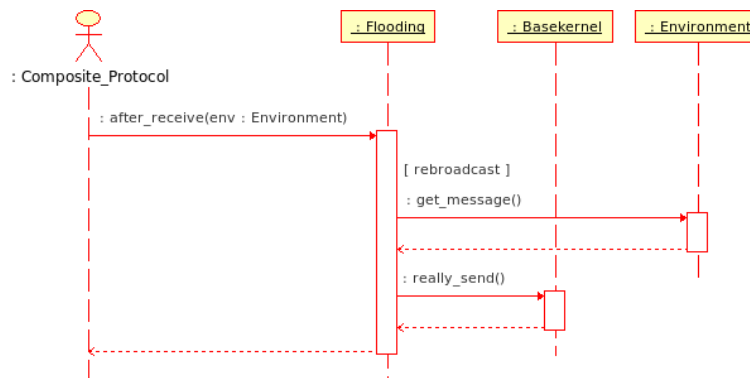 : Flooding
: Basekernel
: Environment
: Composite_Protocol
: after_receive(env : Environment)
[ rebroadcast ]
: get_message()
: really_send()